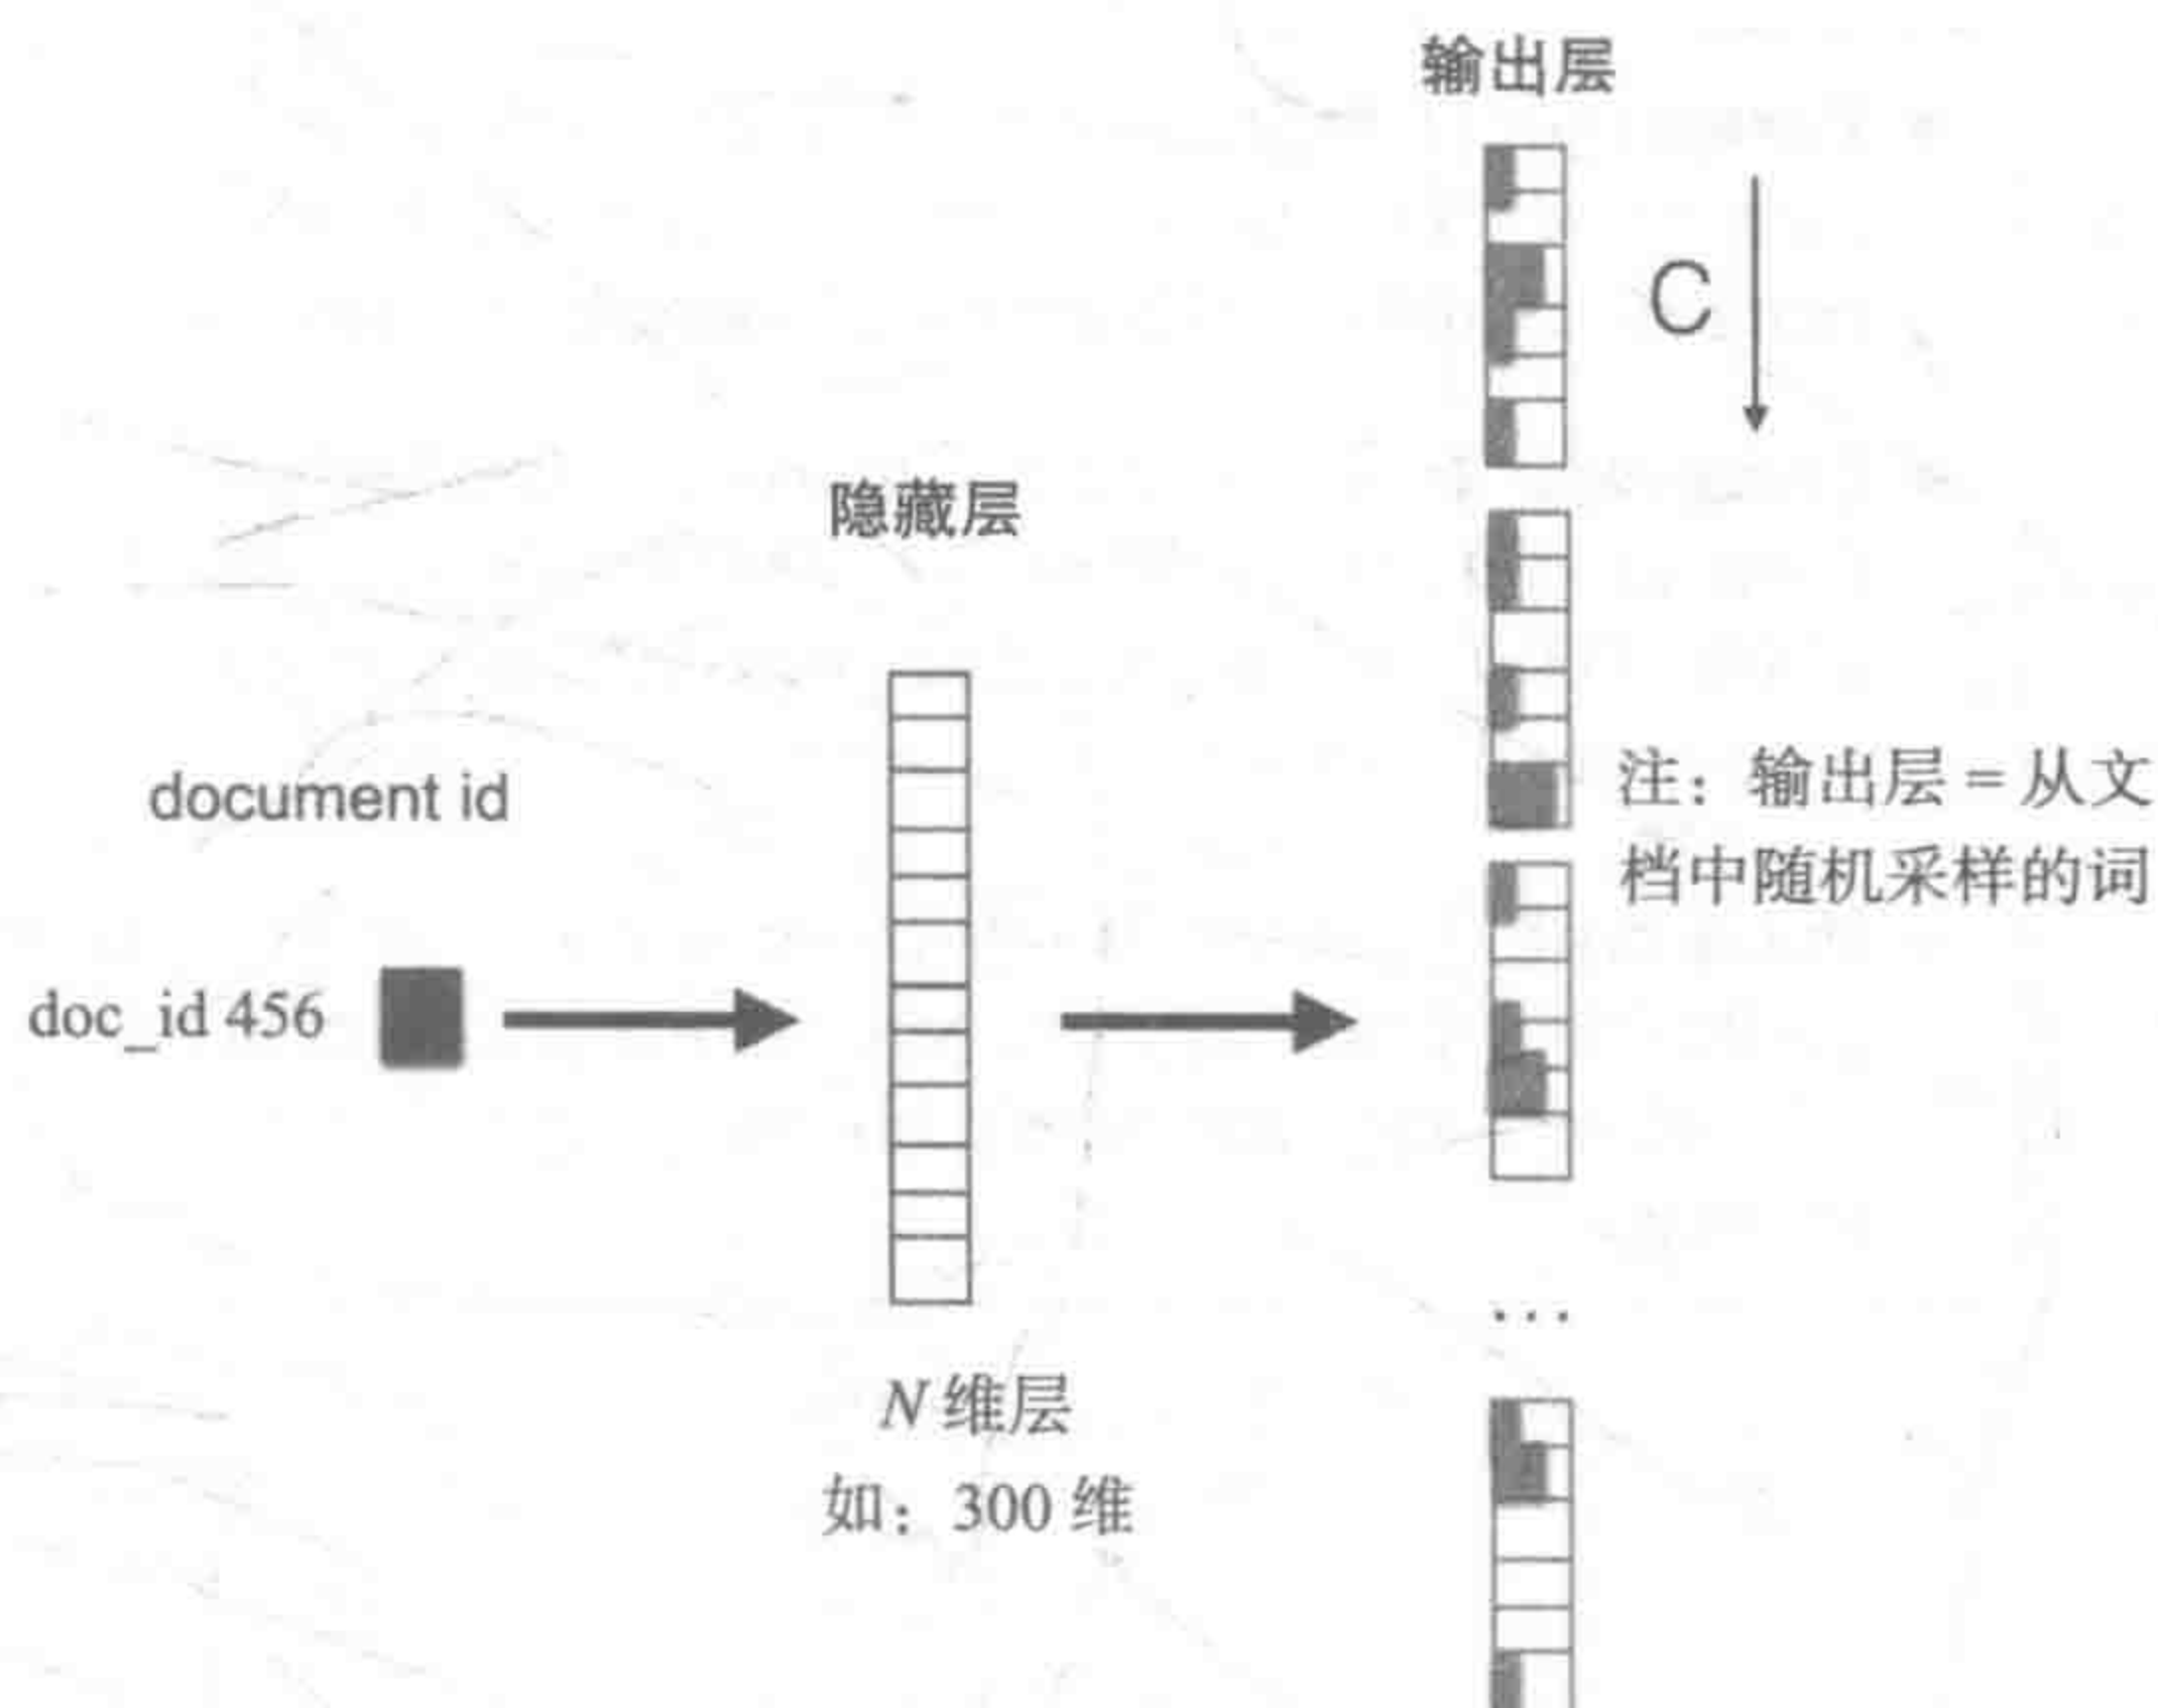 输出层
C
隐藏层
document id
注：输出层 = 从文
档中随机采样的词
doc_id 456
...
N 维层
如：300 维